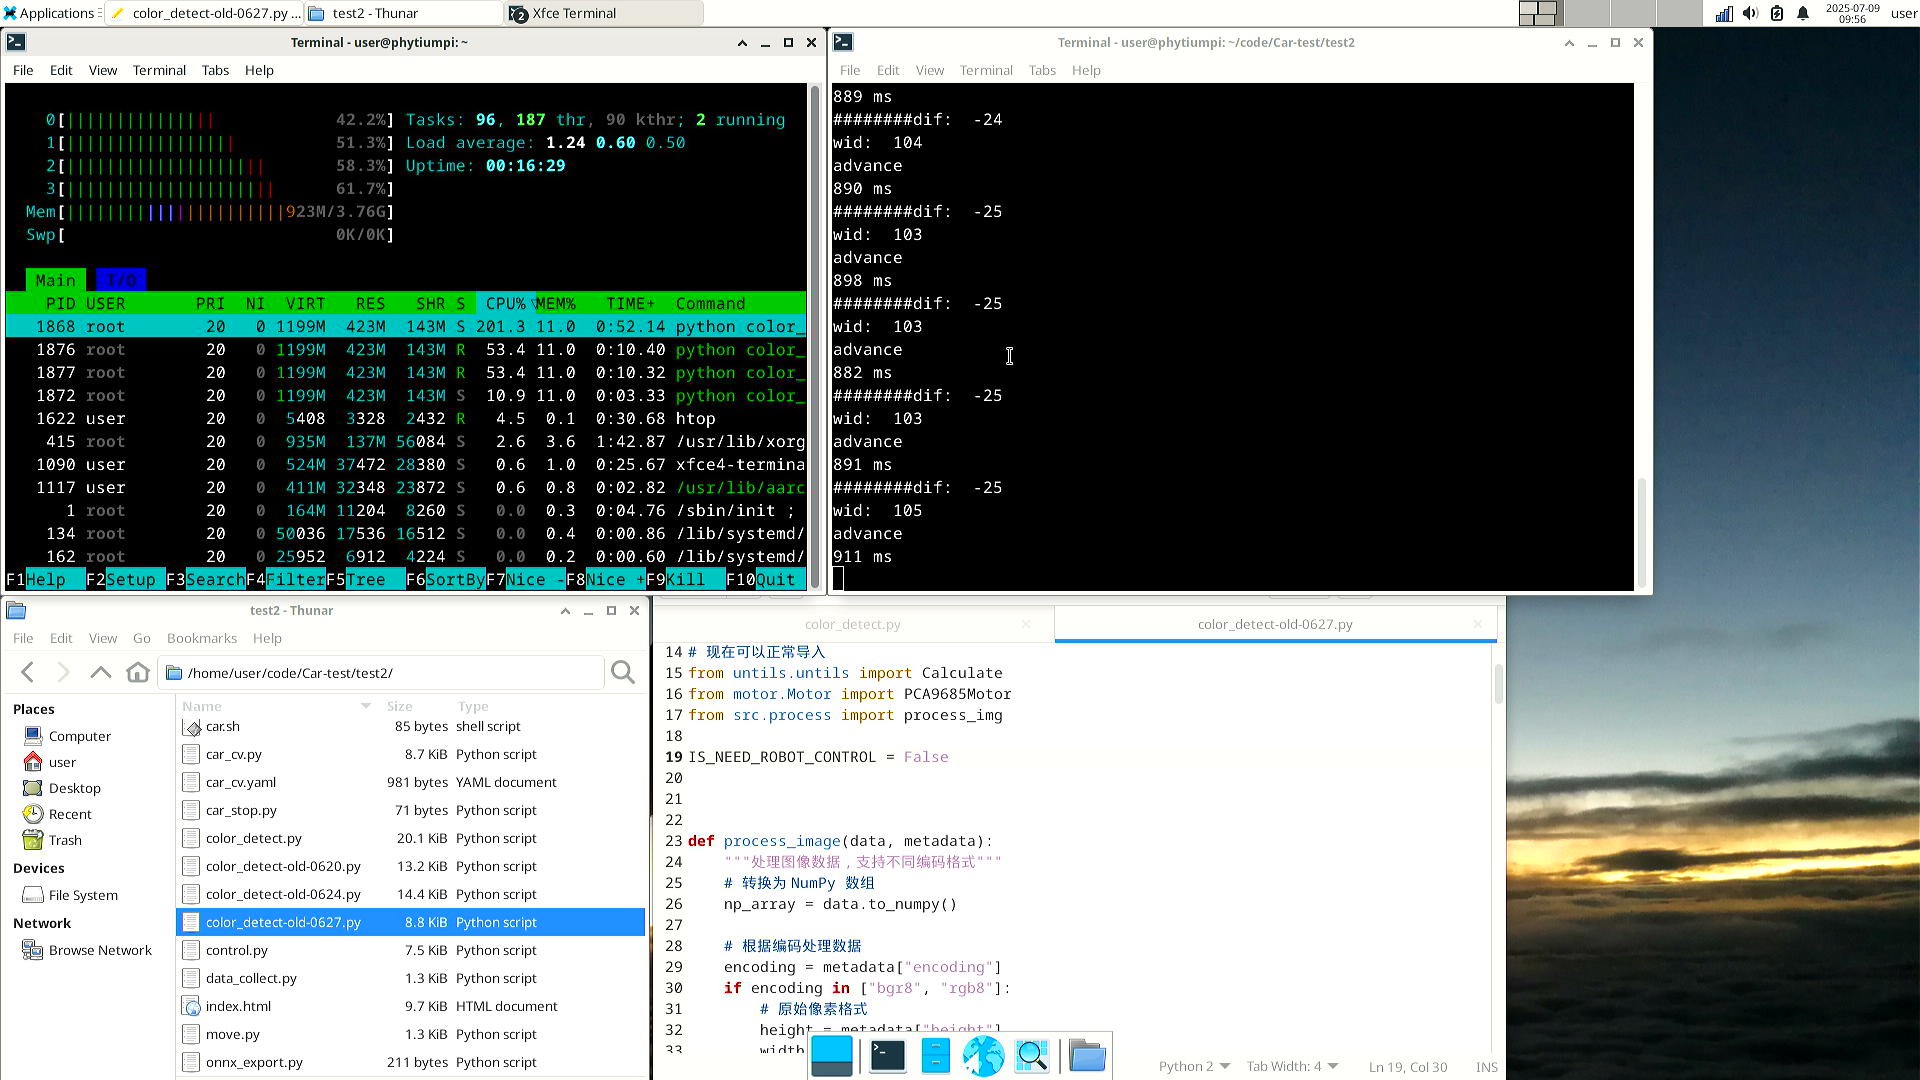 Applications
color_detect-old-0627.py ...
test2 - Thunar
2 Xfce Terminal
2025-07-09
09:56
user
Terminal - user@phytiumpi: ~
File Edit View Terminal Tabs Help
0[|||||||||||||||| 42.2%] Tasks: 96, 187 thr, 90 kthr; 2 running
1[|||||||||||||||||| 51.3%] Load average: 1.24 0.60 0.50
2[|||||||||||||||||||||| 58.3%] Uptime: 00:16:29
3[||||||||||||||||||||||| 61.7%]
Mem[|||||||||||||||||||||||923M/3.76G]
Swp[ 0K/0K]
Main I/O
PID USER PRI NI VIRT RES SHR S CPU%▽MEM% TIME+ Command
1868 root 20 0 1199M 423M 143M S 201.3 11.0 0:52.14 python color_
1876 root 20 0 1199M 423M 143M R 53.4 11.0 0:10.40 python color_
1877 root 20 0 1199M 423M 143M R 53.4 11.0 0:10.32 python color_
1872 root 20 0 1199M 423M 143M S 10.9 11.0 0:03.33 python color_
1622 user 20 0 5408 3328 2432 R 4.5 0.1 0:30.68 htop
415 root 20 0 935M 137M 56084 S 2.6 3.6 1:42.87 /usr/lib/xorg
1090 user 20 0 524M 37472 28380 S 0.6 1.0 0:25.67 xfce4-termina
1117 user 20 0 411M 32348 23872 S 0.6 0.8 0:02.82 /usr/lib/aarc
1 root 20 0 164M 11204 8260 S 0.0 0.3 0:04.76 /sbin/init ;
134 root 20 0 50036 17536 16512 S 0.0 0.4 0:00.86 /lib/systemd/
162 root 20 0 25952 6912 4224 S 0.0 0.2 0:00.60 /lib/systemd/
F1Help F2Setup F3SearchF4FilterF5Tree F6SortByF7Nice -F8Nice +F9Kill F10Quit
Terminal - user@phytiumpi: ~/code/Car-test/test2
File Edit View Terminal Tabs Help
889 ms
########dif: -24
wid: 104
advance
890 ms
########dif: -25
wid: 103
advance
898 ms
########dif: -25
wid: 103
advance
882 ms
########dif: -25
wid: 103
advance
891 ms
########dif: -25
wid: 105
advance
911 ms
test2 - Thunar
File Edit View Go Bookmarks Help
/home/user/code/Car-test/test2/
Places
Computer
user
Desktop
Recent
Trash
Devices
File System
Network
Browse Network
Name Size Type
car.sh 85 bytes shell script
car_cv.py 8.7 KiB Python script
car_cv.yaml 981 bytes YAML document
car_stop.py 71 bytes Python script
color_detect.py 20.1 KiB Python script
color_detect-old-0620.py 13.2 KiB Python script
color_detect-old-0624.py 14.4 KiB Python script
color_detect-old-0627.py 8.8 KiB Python script
control.py 7.5 KiB Python script
data_collect.py 1.3 KiB Python script
index.html 9.7 KiB HTML document
move.py 1.3 KiB Python script
onnx_export.py 211 bytes Python script
color_detect.py
color_detect-old-0627.py
14 # 现在可以正常导入
15 from untils.untils import Calculate
16 from motor.Motor import PCA9685Motor
17 from src.process import process_img
18
19 IS_NEED_ROBOT_CONTROL = False
20
21
22
23 def process_image(data, metadata):
24 """处理图像数据，支持不同编码格式"""
25 # 转换为 NumPy 数组
26 np_array = data.to_numpy()
27
28 # 根据编码处理数据
29 encoding = metadata["encoding"]
30 if encoding in ["bgr8", "rgb8"]:
31 # 原始像素格式
32 height = metadata["height"]
33 width
Python 2 Tab Width: 4 Ln 19, Col 30 INS